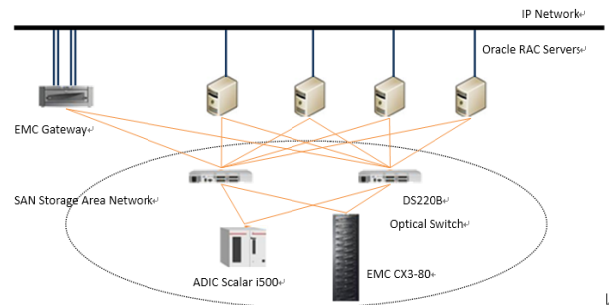 IP Network
Oracle RAC Servers
EMC Gateway
SAN Storage Area Network
DS220B
Optical Switch
ADIC Scalar i500
EMC CX3-80